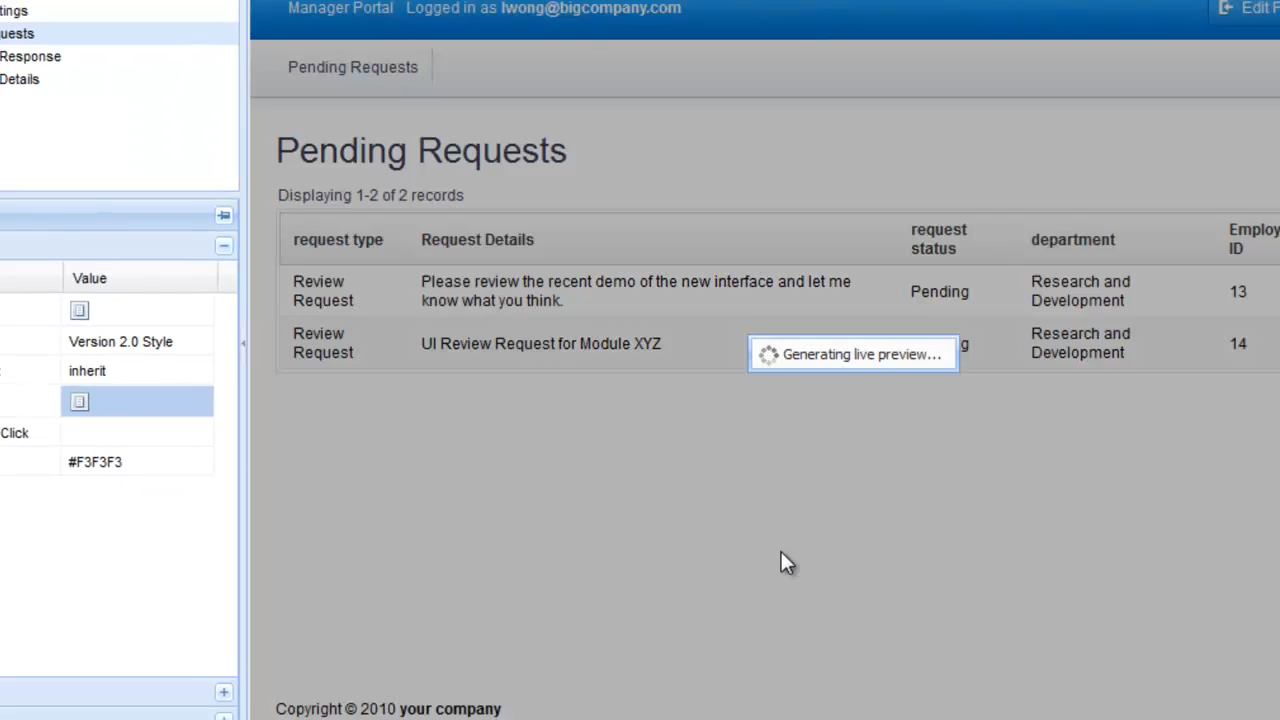 tings
uests
Response
Details
Value
Version 2.0 Style
inherit
Click
#F3F3F3
Manager Portal Logged in as lwong@bigcompany.com
Edit F
Pending Requests
Pending Requests
Displaying 1-2 of 2 records
request type
Request Details
request
status
department
Employ
ID
Review
Request
Please review the recent demo of the new interface and let me
know what you think.
Pending
Research and
Development
13
Review
Request
UI Review Request for Module XYZ
g
Research and
Development
14
Generating live preview...
Copyright © 2010 your company